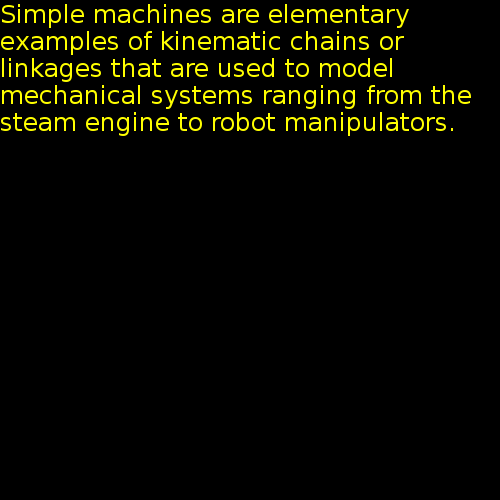 Simple machines are elementary
examples of kinematic chains or
linkages that are used to model
mechanical systems ranging from the
steam engine to robot manipulators.